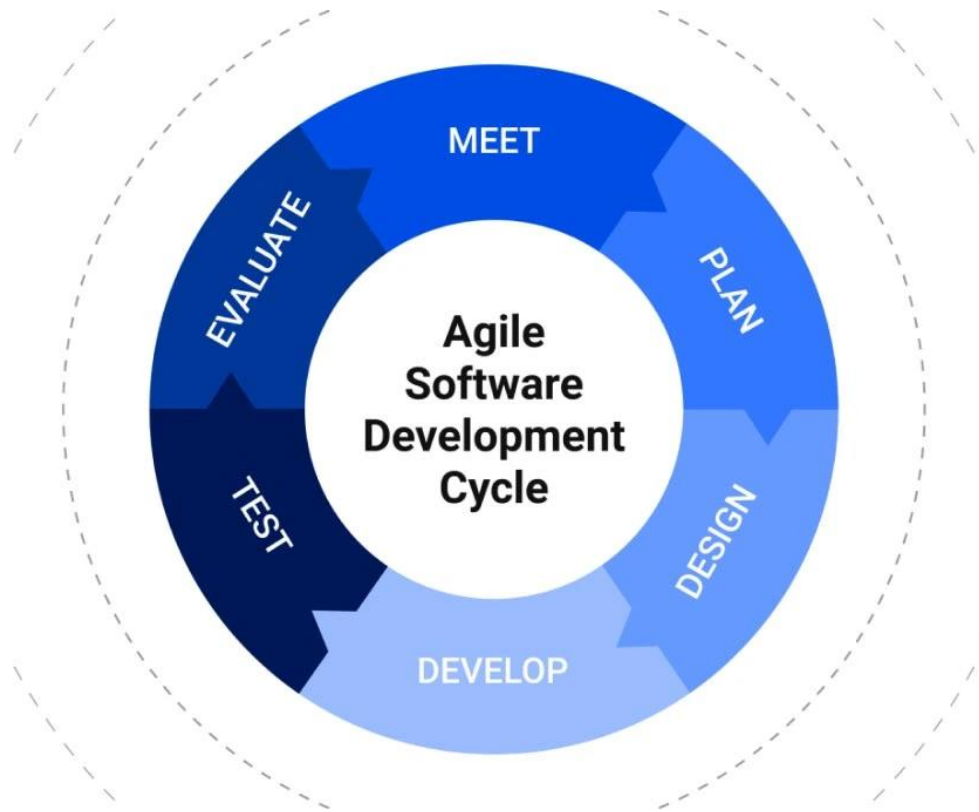 MEET
PLAN
DESIGN
DEVELOP
TEST
EVALUATE
Agile
Software
Development
Cycle